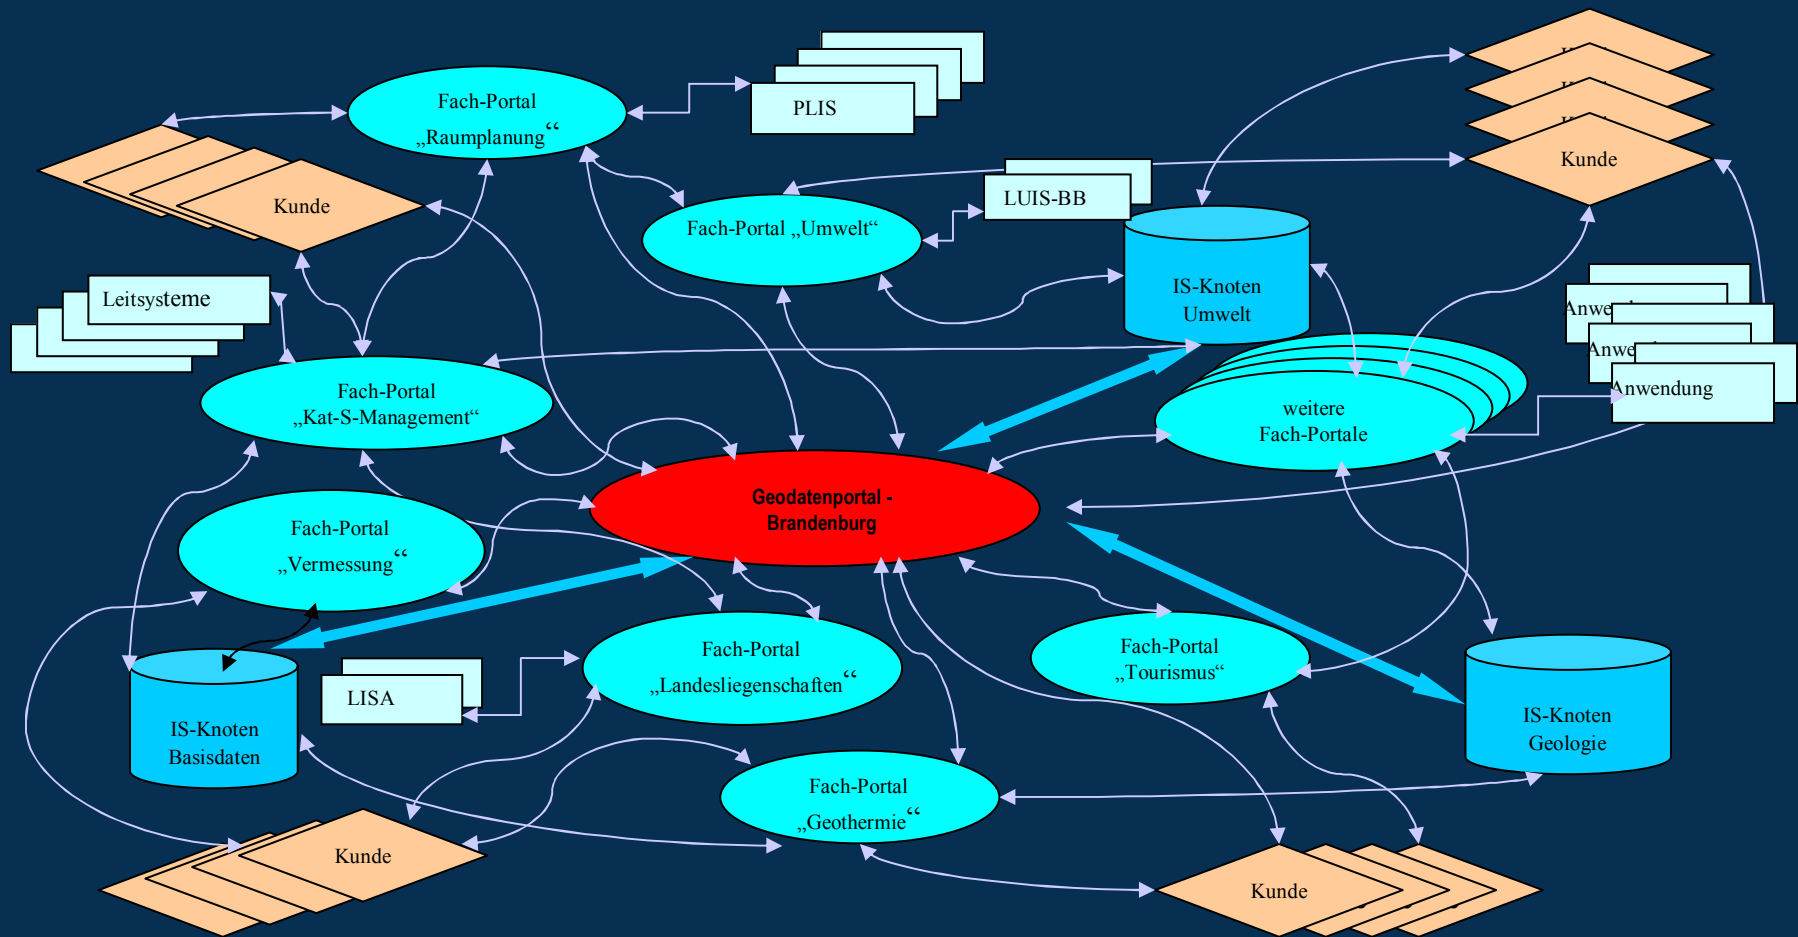 Fach-Portal
„Raumplanung“
PLIS
Kunde
Kunde
LUIS-BB
Fach-Portal „Umwelt“
IS-Knoten
Umwelt
Leitsysteme
Anwendung
Fach-Portal
„Kat-S-Management“
weitere
Fach-Portale
Geodatenportal -
Brandenburg
Fach-Portal
„Vermessung“
Fach-Portal
„Landesliegenschaften“
Fach-Portal
„Tourismus“
LISA
IS-Knoten
Basisdaten
IS-Knoten
Geologie
Fach-Portal
„Geothermie“
Kunde
Kunde